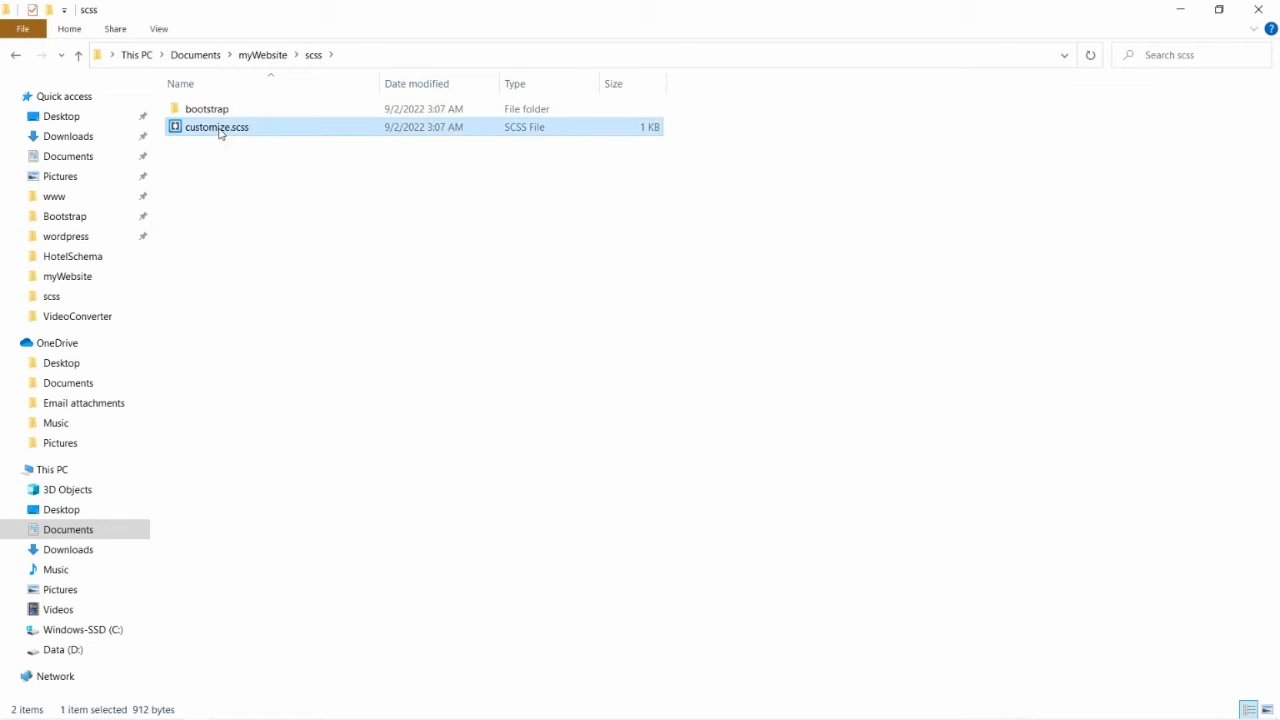 scss
File Home Share View
This PC Documents myWebsite scss
Search scss
Name Date modified Type Size
bootstrap 9/2/2022 3:07 AM File folder
customize.scss 9/2/2022 3:07 AM SCSS File 1 KB
Quick access
Desktop
Downloads
Documents
Pictures
www
Bootstrap
wordpress
HotelSchema
myWebsite
scss
VideoConverter
OneDrive
Desktop
Documents
Email attachments
Music
Pictures
This PC
3D Objects
Desktop
Documents
Downloads
Music
Pictures
Videos
Windows-SSD (C:)
Data (D:)
Network
2 items 1 item selected 912 bytes